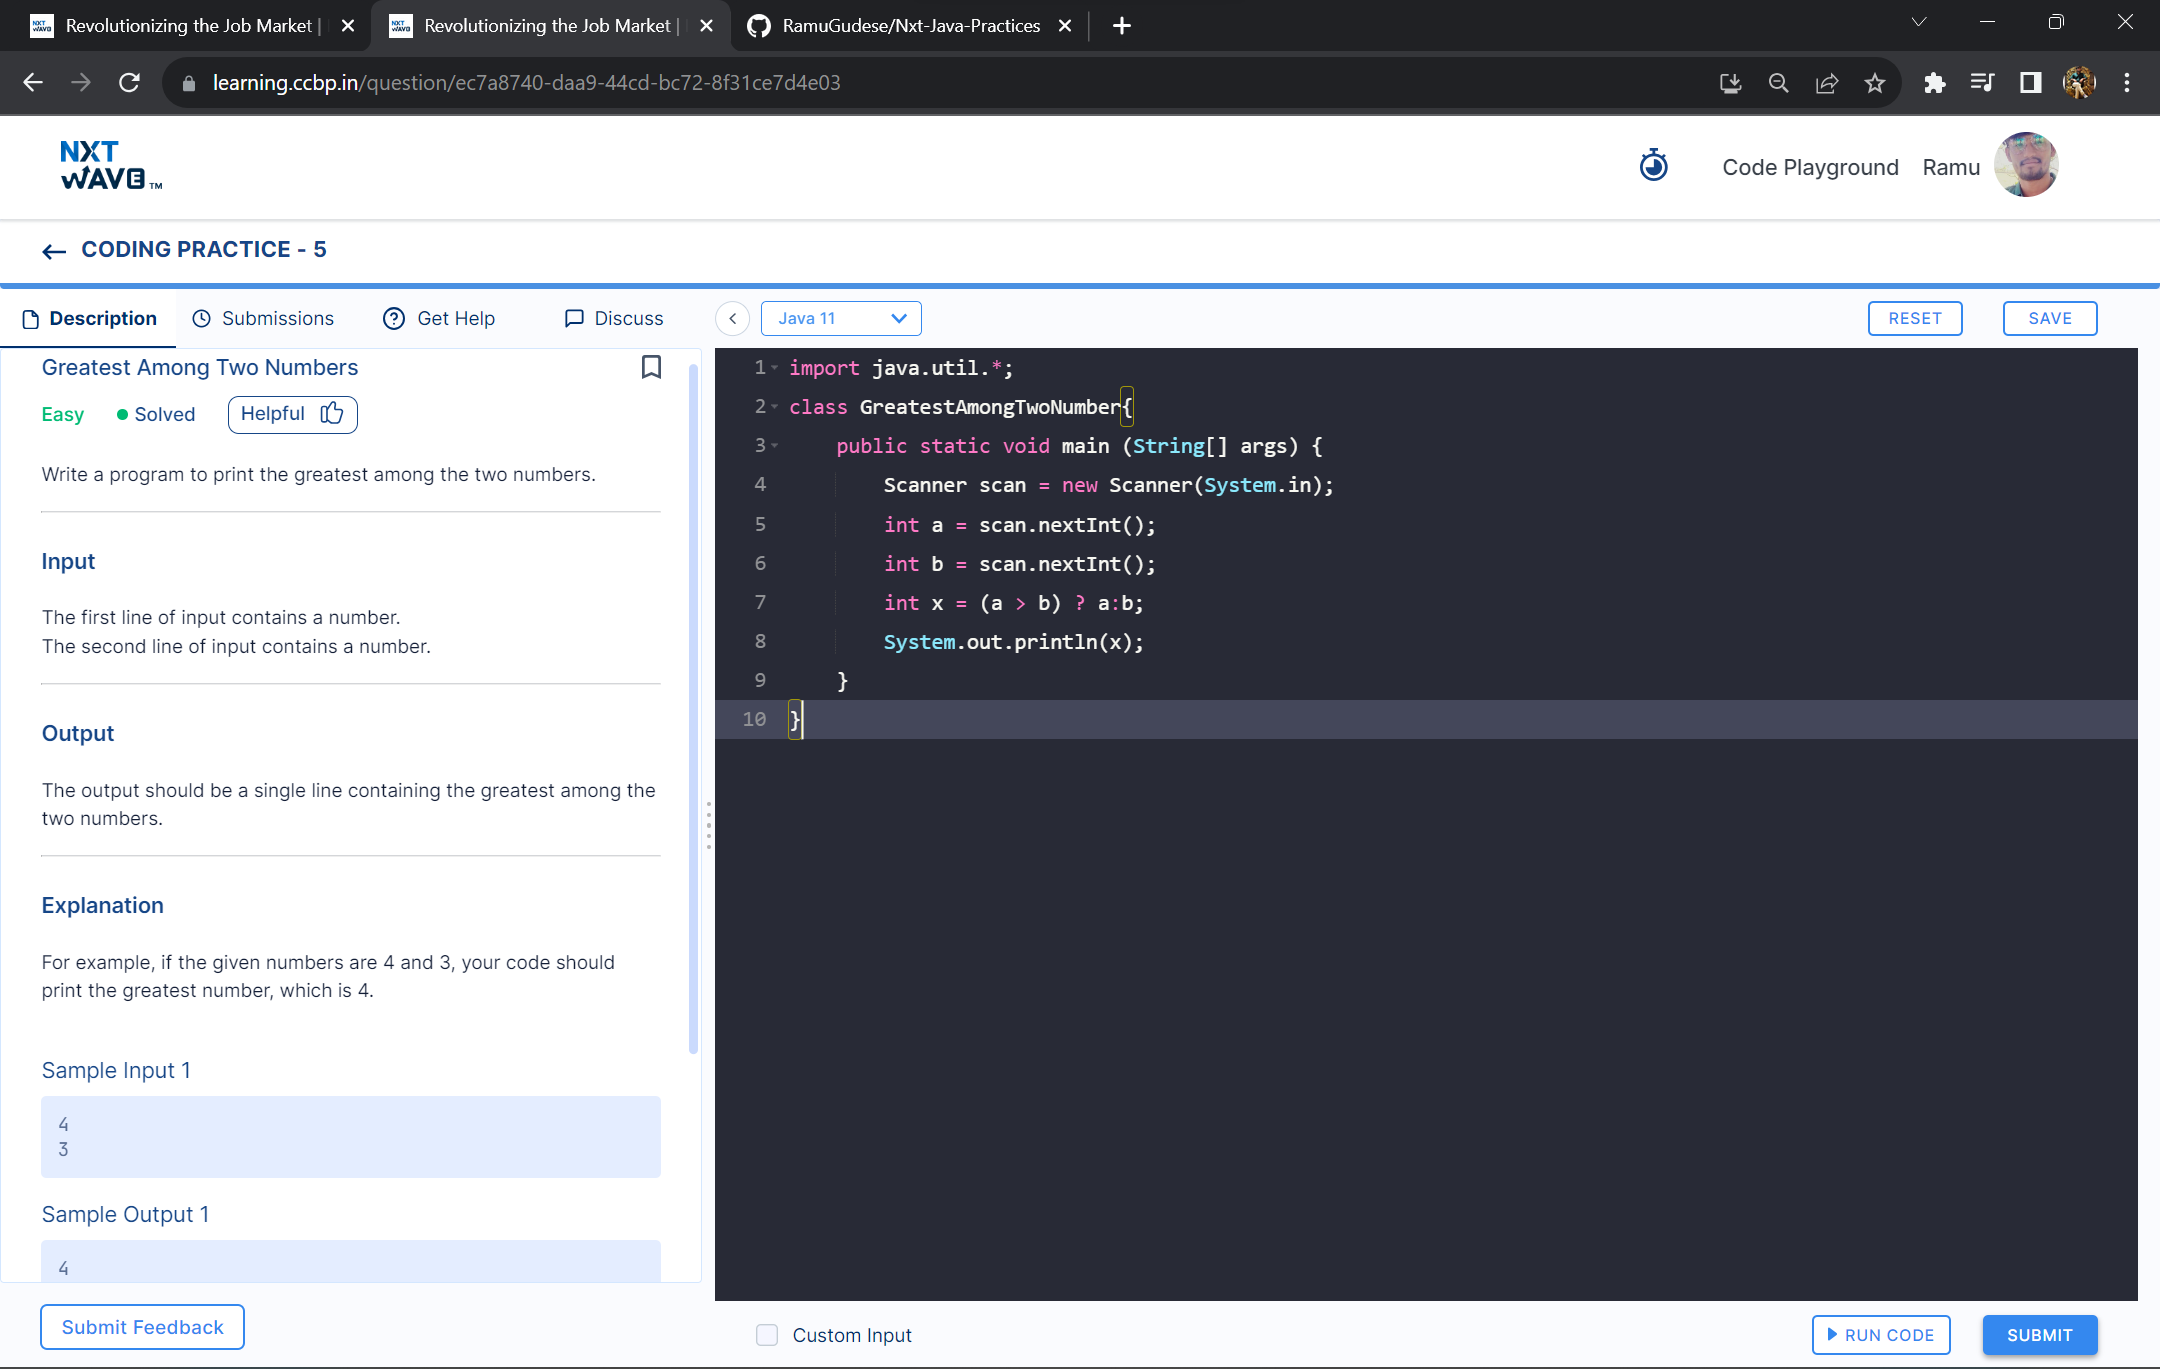 Revolutionizing the Job Market |
Revolutionizing the Job Market |
RamuGudese/Nxt-Java-Practices
learning.ccbp.in/question/ec7a8740-daa9-44cd-bc72-8f31ce7d4e03
NXT
WAVE TM
Code Playground
Ramu
CODING PRACTICE - 5
Description
Submissions
Get Help
Discuss
Java 11
RESET
SAVE
Greatest Among Two Numbers
Easy
Solved
Helpful
Write a program to print the greatest among the two numbers.
Input
The first line of input contains a number.
The second line of input contains a number.
Output
The output should be a single line containing the greatest among the
two numbers.
Explanation
For example, if the given numbers are 4 and 3, your code should
print the greatest number, which is 4.
Sample Input 1
4
3
Sample Output 1
4
Submit Feedback
1 import java.util.*;
2 class GreatestAmongTwoNumber{
3 public static void main (String[] args) {
4 Scanner scan = new Scanner(System.in);
5 int a = scan.nextInt();
6 int b = scan.nextInt();
7 int x = (a > b) ? a:b;
8 System.out.println(x);
9 }
10 }
Custom Input
RUN CODE
SUBMIT